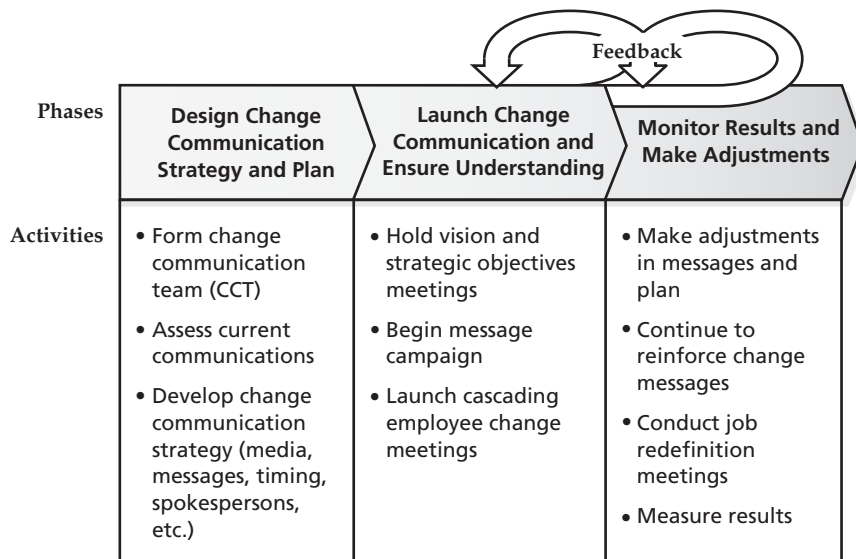 Feedback
Phases
Design Change
Communication
Strategy and Plan
Launch Change
Communication and
Ensure Understanding
Monitor Results and
Make Adjustments
Activities
• Form change
communication
team (CCT)
• Assess current
communications
• Develop change
communication
strategy (media,
messages, timing,
spokespersons,
etc.)
• Hold vision and
strategic objectives
meetings
• Begin message
campaign
• Launch cascading
employee change
meetings
• Make adjustments
in messages and
plan
• Continue to
reinforce change
messages
• Conduct job
redefinition
meetings
• Measure results